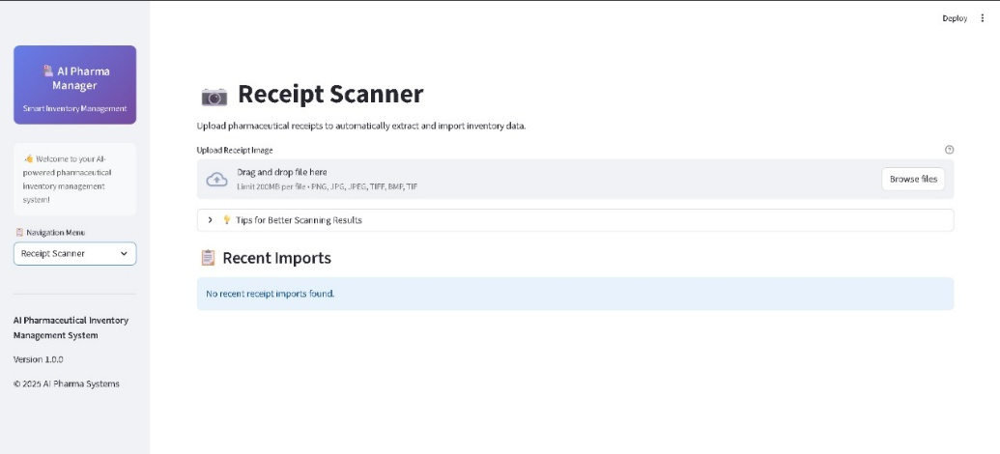 Deploy
AI Pharma
Manager
Smart Inventory Management
Welcome to your AI-
powered pharmaceutical
inventory management
system!
Navigation Menu
Receipt Scanner
AI Pharmaceutical Inventory
Management System
Version 1.0.0
© 2025 AI Pharma Systems
Receipt Scanner
Upload pharmaceutical receipts to automatically extract and import inventory data.
Upload Receipt Image
Drag and drop file here
Limit 200MB per file • PNG, JPG, JPEG, TIFF, BMP, TIF
Browse files
Tips for Better Scanning Results
Recent Imports
No recent receipt imports found.